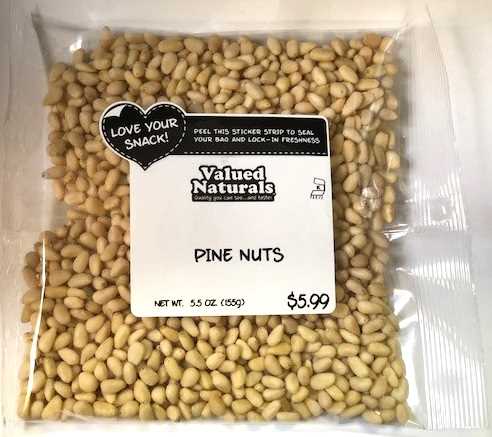 LOVE YOUR
SNACK!
PEEL THIS STICKER STRIP TO SEAL
YOUR BAG AND LOCK-IN FRESHNESS
Valued
Naturals
Quality you can see...and taste!
K
PINE NUTS
NET WT. 5.5 OZ. (155g)
$5.99